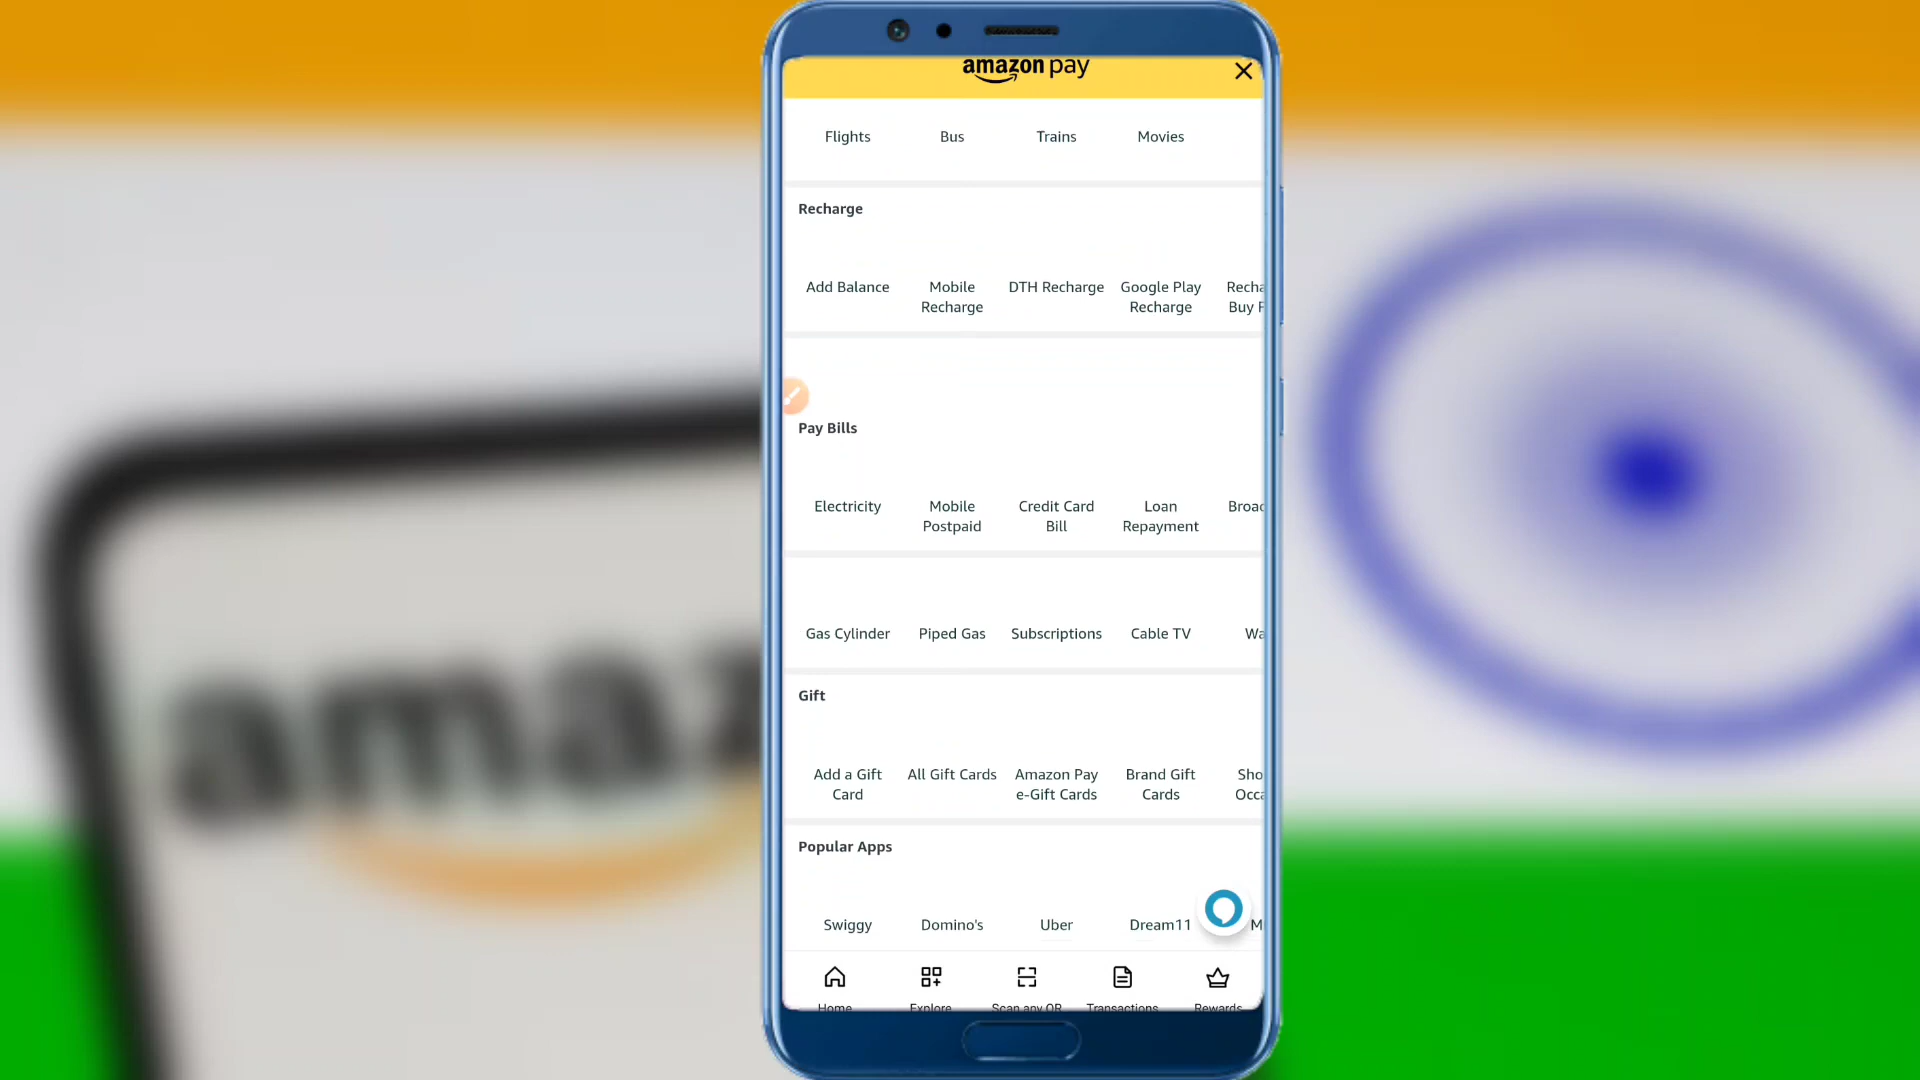 amazon pay
Flights Bus Trains Movies
Recharge
Add Balance Mobile Recharge DTH Recharge Google Play Recharge Recha Buy
Pay Bills
Electricity Mobile Postpaid Credit Card Bill Loan Repayment Broad
Gas Cylinder Piped Gas Subscriptions Cable TV Wa
Gift
Add a Gift Card All Gift Cards Amazon Pay e-Gift Cards Brand Gift Cards Sho Occa
Popular Apps
Swiggy Domino's Uber Dream11 M
Home Explore Scan any QR Transactions Rewards
amaz